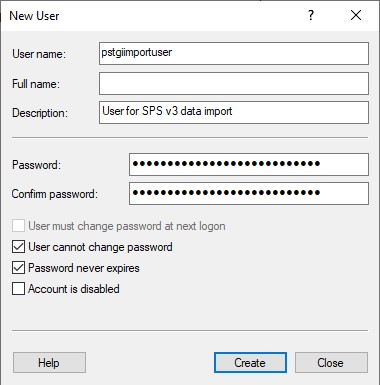 New User
User name: pstgiimportuser
Full name:
Description: User for SPS v3 data import
Password: ●●●●●●●●●●●●●●●●●●●●●●●●●●●
Confirm password: ●●●●●●●●●●●●●●●●●●●●●●●●●●●
User must change password at next logon
User cannot change password
Password never expires
Account is disabled
Help Create Close